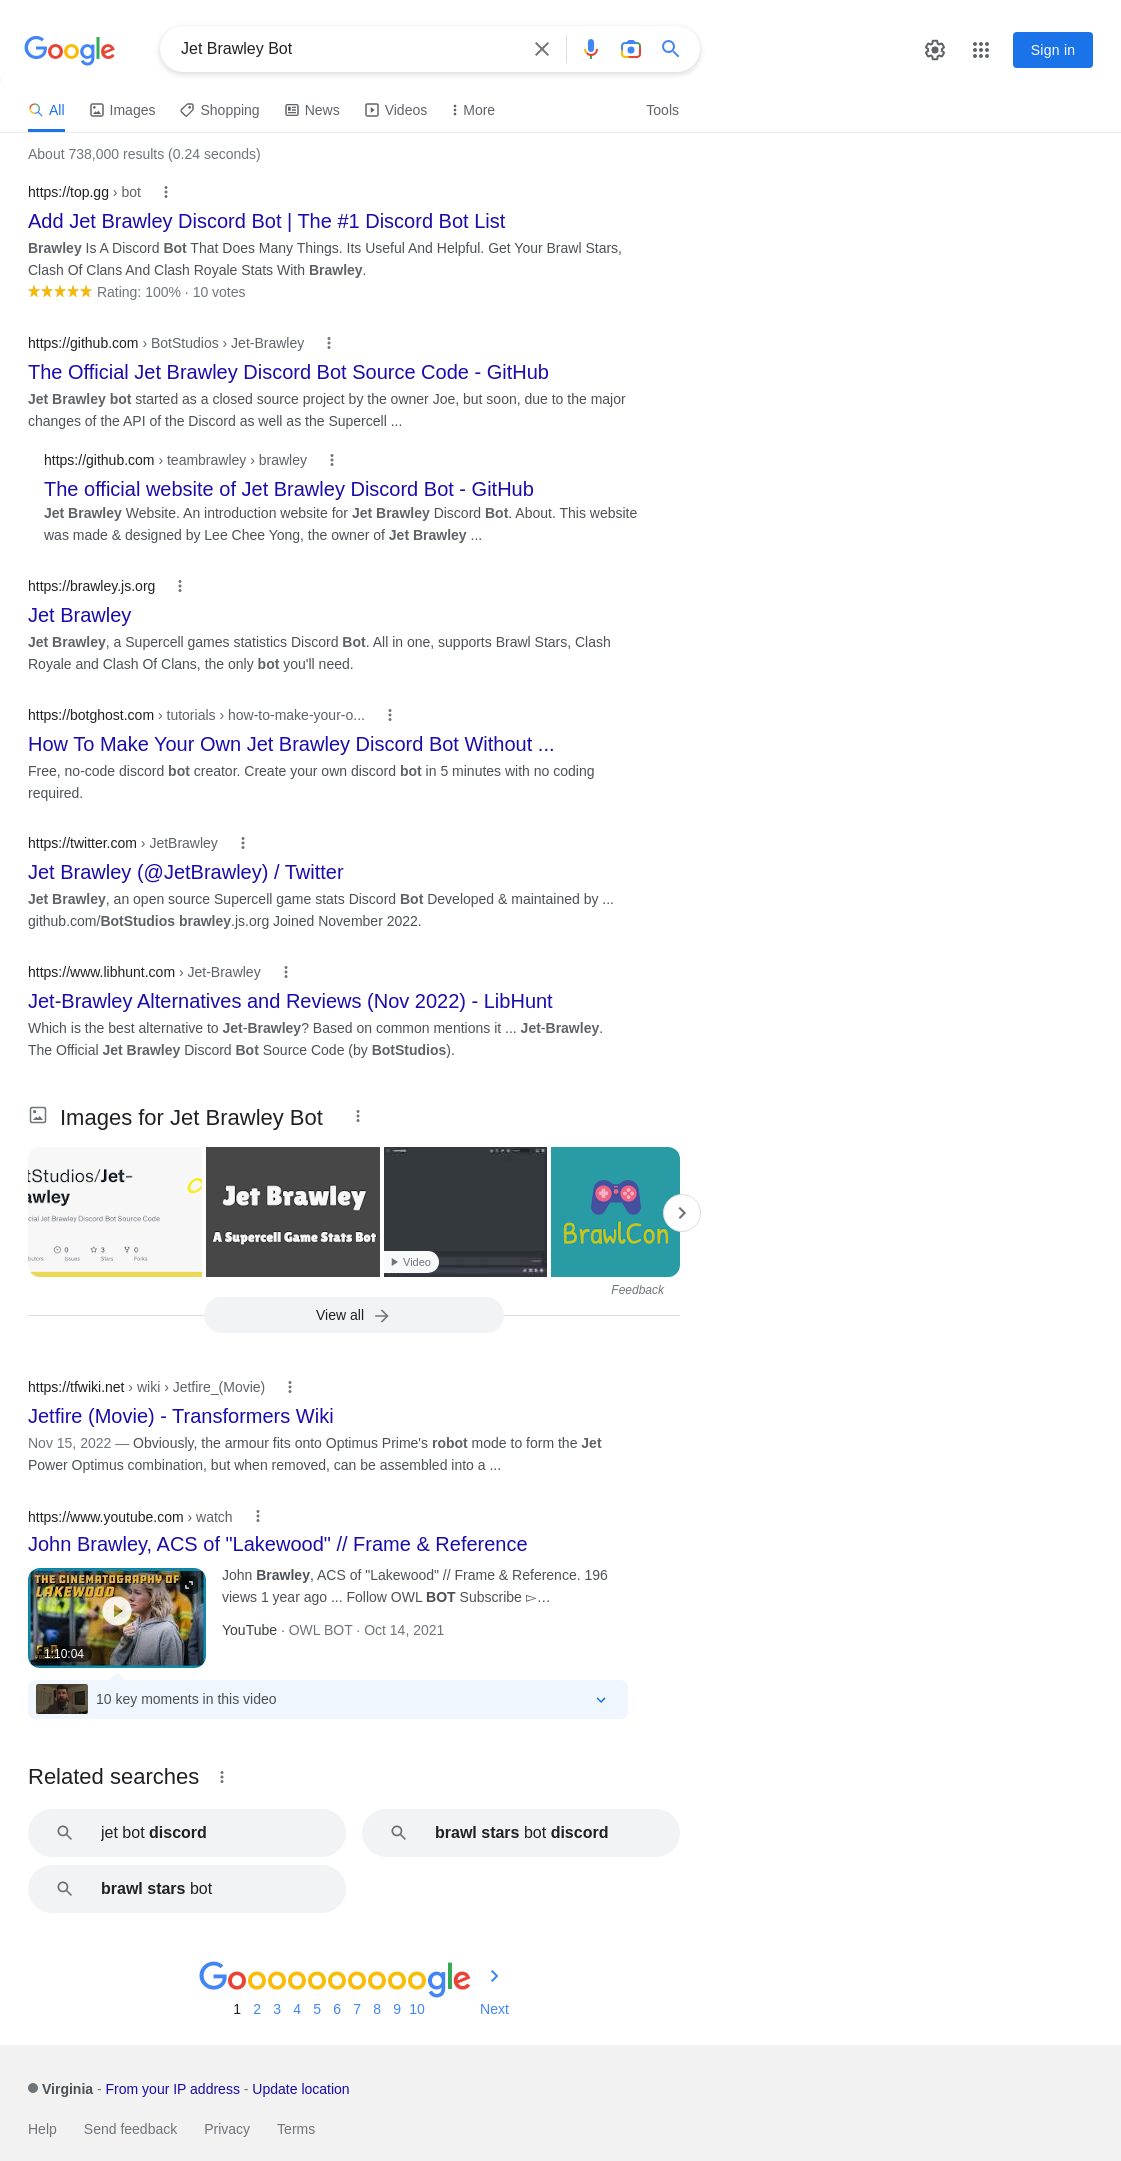 Google
Jet Brawley Bot
Sign in
All Images Shopping News Videos More Tools
About 738,000 results (0.24 seconds)
https://top.gg › bot
Add Jet Brawley Discord Bot | The #1 Discord Bot List
Brawley Is A Discord Bot That Does Many Things. Its Useful And Helpful. Get Your Brawl Stars,
Clash Of Clans And Clash Royale Stats With Brawley.
Rating: 100% · 10 votes
https://github.com › BotStudios › Jet-Brawley
The Official Jet Brawley Discord Bot Source Code - GitHub
Jet Brawley bot started as a closed source project by the owner Joe, but soon, due to the major
changes of the API of the Discord as well as the Supercell ...
https://github.com › teambrawley › brawley
The official website of Jet Brawley Discord Bot - GitHub
Jet Brawley Website. An introduction website for Jet Brawley Discord Bot. About. This website
was made & designed by Lee Chee Yong, the owner of Jet Brawley ...
https://brawley.js.org
Jet Brawley
Jet Brawley, a Supercell games statistics Discord Bot. All in one, supports Brawl Stars, Clash
Royale and Clash Of Clans, the only bot you'll need.
https://botghost.com › tutorials › how-to-make-your-o...
How To Make Your Own Jet Brawley Discord Bot Without ...
Free, no-code discord bot creator. Create your own discord bot in 5 minutes with no coding
required.
https://twitter.com › JetBrawley
Jet Brawley (@JetBrawley) / Twitter
Jet Brawley, an open source Supercell game stats Discord Bot Developed & maintained by ...
github.com/BotStudios brawley.js.org Joined November 2022.
https://www.libhunt.com › Jet-Brawley
Jet-Brawley Alternatives and Reviews (Nov 2022) - LibHunt
Which is the best alternative to Jet-Brawley? Based on common mentions it ... Jet-Brawley.
The Official Jet Brawley Discord Bot Source Code (by BotStudios).
Images for Jet Brawley Bot
tStudios/Jet-
awley
cial Jet Brawley Discord Bot Source Code
0 3 0
butors Issues Stars Forks
Jet Brawley
A Supercell Game Stats Bot
Video
BrawlCon
Feedback
View all
https://tfwiki.net › wiki › Jetfire_(Movie)
Jetfire (Movie) - Transformers Wiki
Nov 15, 2022 — Obviously, the armour fits onto Optimus Prime's robot mode to form the Jet
Power Optimus combination, but when removed, can be assembled into a ...
https://www.youtube.com › watch
John Brawley, ACS of "Lakewood" // Frame & Reference
THE CINEMATOGRAPHY OF
LAKEWOOD
1:10:04
John Brawley, ACS of "Lakewood" // Frame & Reference. 196
views 1 year ago ... Follow OWL BOT Subscribe ▻…
YouTube · OWL BOT · Oct 14, 2021
10 key moments in this video
Related searches
jet bot discord
brawl stars bot discord
brawl stars bot
Goooooooooogle
1 2 3 4 5 6 7 8 9 10 Next
Virginia - From your IP address - Update location
Help Send feedback Privacy Terms